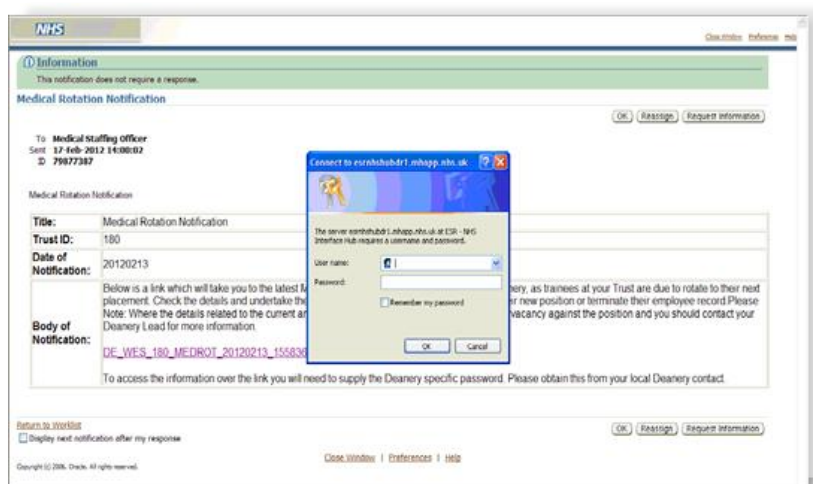 NHS
Close Window Preferences Help
Information
This notification does not require a response.
Medical Rotation Notification
OK Reassign Request Information
To Medical Staffing Officer
Sent 17-Feb-2012 14:00:02
ID 79877387
Medical Rotation Notification
Title: Medical Rotation Notification
Trust ID: 180
Date of Notification: 20120213
Body of Notification:
Below is a link which will take you to the latest M
ery, as trainees at your Trust are due to rotate to their next
placement. Check the details and undertake the
r new position or terminate their employee record.Please
Note: Where the details related to the current ar
vacancy against the position and you should contact your
Deanery Lead for more information.
DE_WES_180_MEDROT_20120213_155836
To access the information over the link you will need to supply the Deanery specific password. Please obtain this from your local Deanery contact.
Connect to esrnhshubdr1.mhapp.nhs.uk
The server esrnhshubdr1.mhapp.nhs.uk at ESR - NHS
Interface Hub requires a username and password.
User name:
Password:
Remember my password
OK Cancel
Return to Worklist
Display next notification after my response
OK Reassign Request Information
Close Window | Preferences | Help
Copyright (c) 2006, Oracle. All rights reserved.